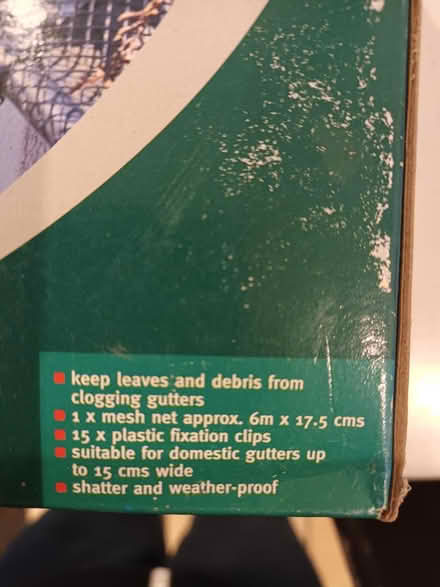 keep leaves and debris from
clogging gutters
1 x mesh net approx. 6m x 17.5 cms
15 x plastic fixation clips
suitable for domestic gutters up
to 15 cms wide
shatter and weather-proof